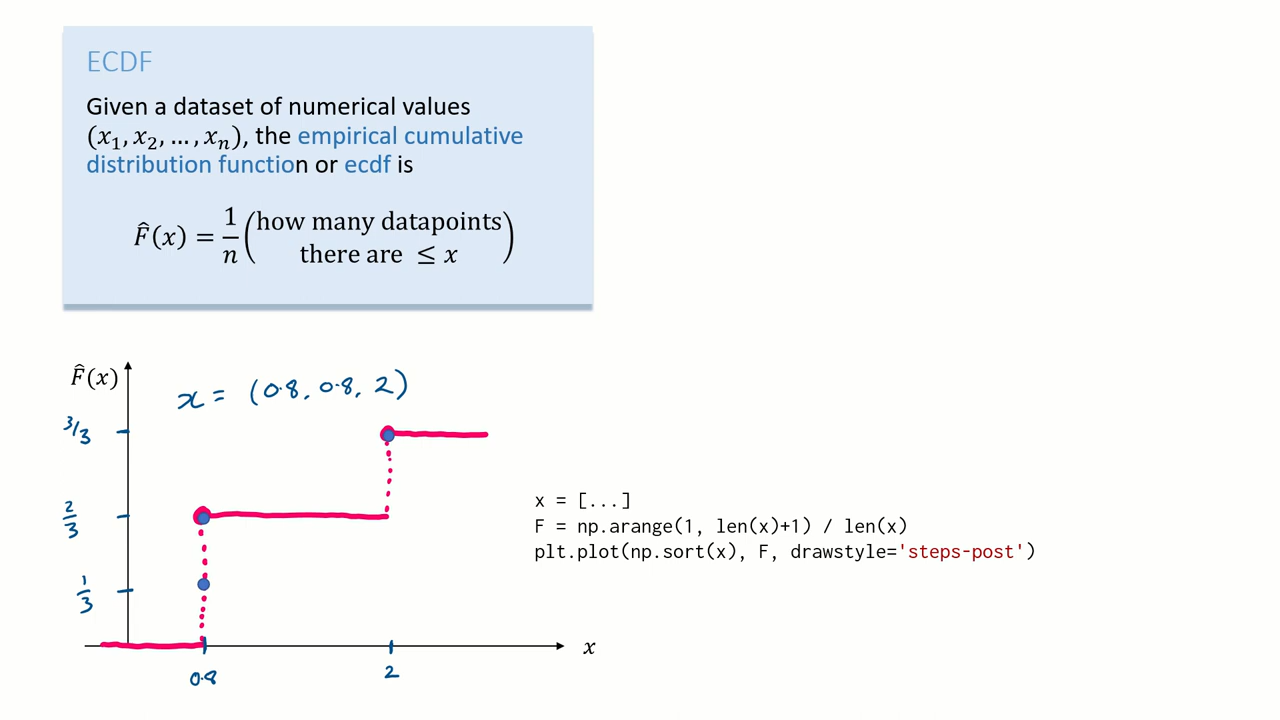 ECDF
Given a dataset of numerical values
(x₁, x₂, …, xₙ), the empirical cumulative
distribution function or ecdf is
F̂(x) = 1/n (how many datapoints
there are ≤ x)
F̂(x)
x = (0.8, 0.8, 2)
3/3
2/3
1/3
x
0.8
2
x = [...]
F = np.arange(1, len(x)+1) / len(x)
plt.plot(np.sort(x), F, drawstyle='steps-post')